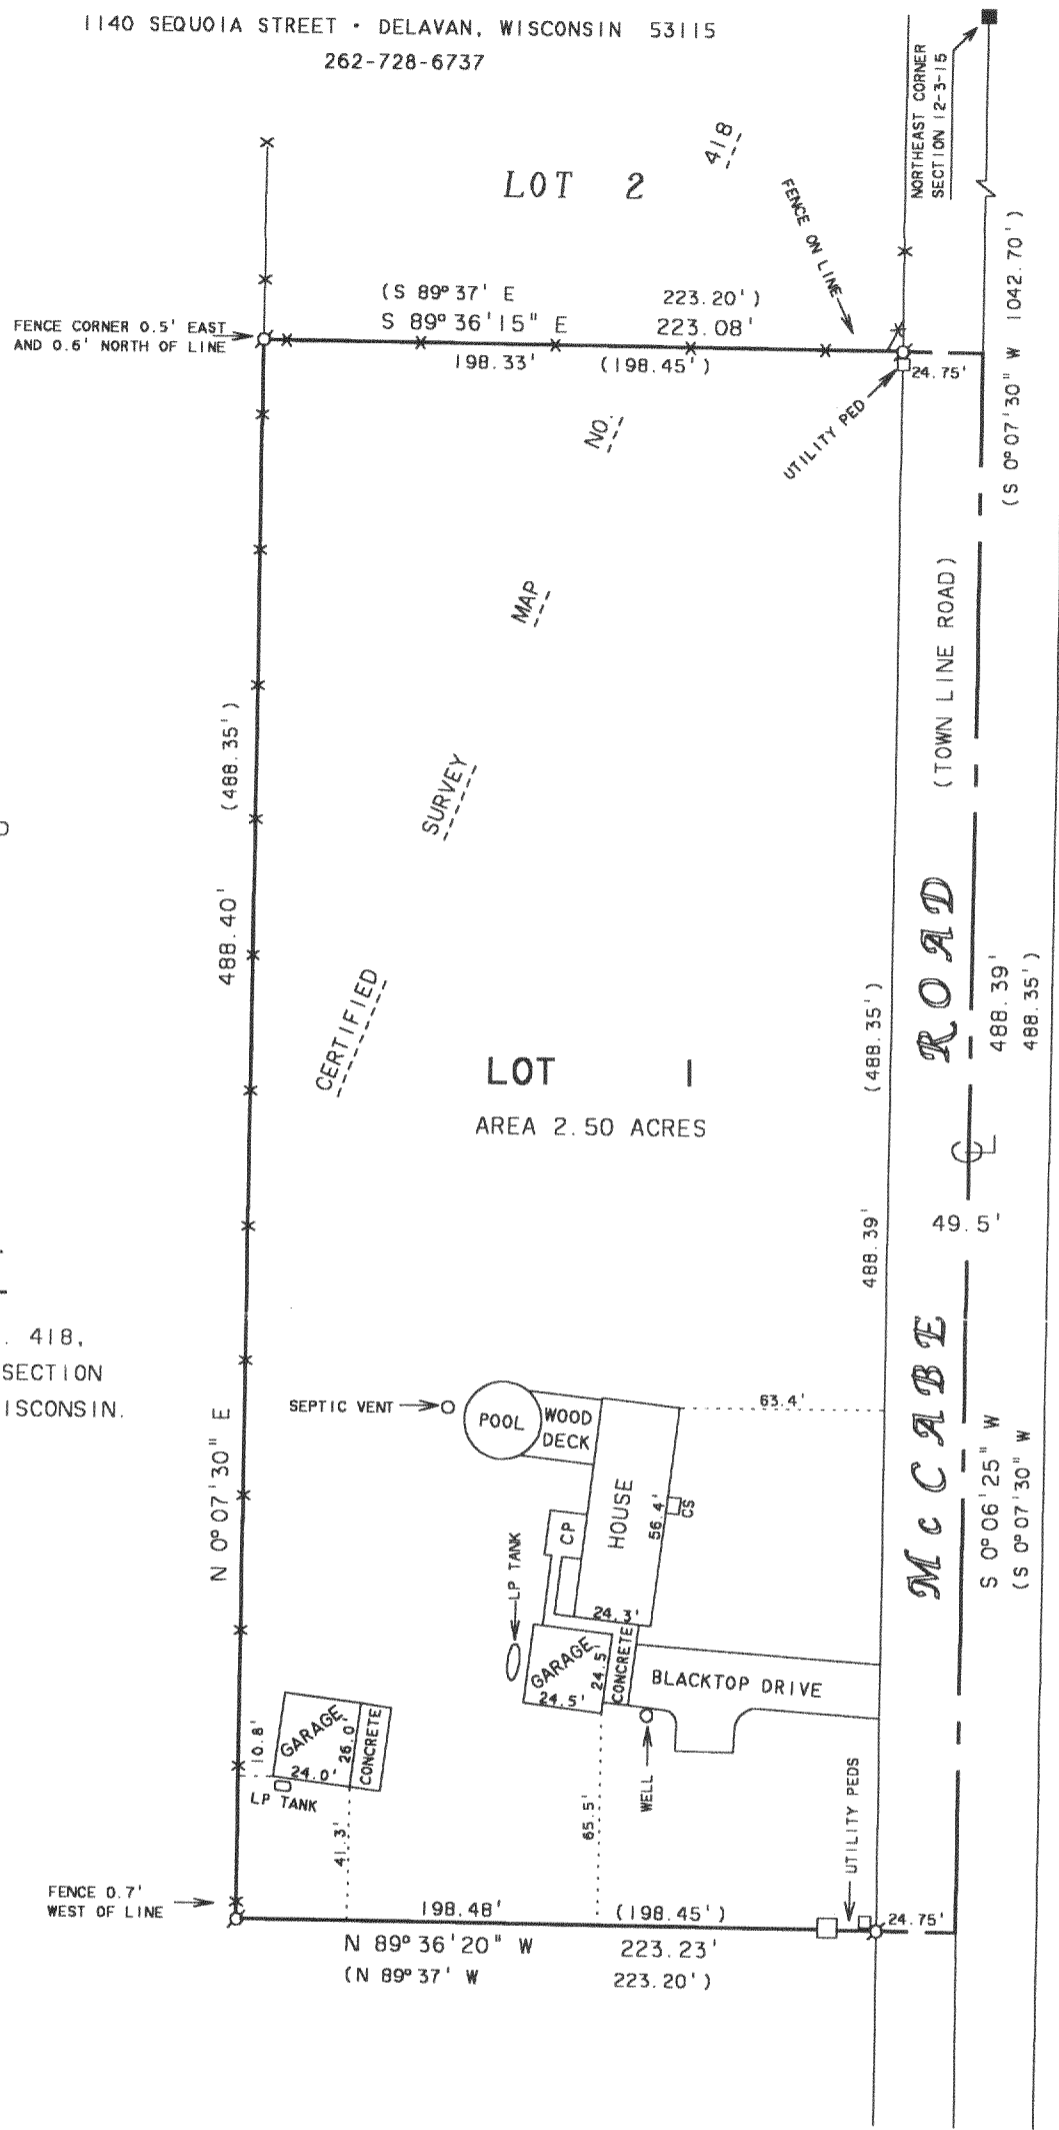 1140 SEQUOIA STREET • DELAVAN, WISCONSIN 53115
262-728-6737
NORTHEAST CORNER
SECTION 12-3-15
418
LOT 2
FENCE ON LINE
(S 0°07'30" W 1042.70')
(S 89°37' E 223.20')
S 89°36'15" E 223.08'
FENCE CORNER 0.5' EAST
AND 0.6' NORTH OF LINE
198.33' (198.45')
24.75'
UTILITY PED
NO.
MAP
(TOWN LINE ROAD)
SURVEY
(488.35')
488.40'
CERTIFIED
LOT 1
AREA 2.50 ACRES
(488.35')
488.39'
ROAD
488.39'
488.35')
CL
49.5'
. 418,
SECTION
ISCONSIN.
N 0°07'30" E
SEPTIC VENT
POOL
WOOD
DECK
63.4'
HOUSE
56.4'
CS
CP
LP TANK
24.3'
McCABE
S 0°06'25" W
(S 0°07'30" W
GARAGE
24.5'
24.5'
CONCRETE
BLACKTOP DRIVE
WELL
10.8'
GARAGE
26.0'
24.0'
CONCRETE
LP TANK
41.3'
65.5'
UTILITY PEDS
FENCE 0.7'
WEST OF LINE
198.48' (198.45')
24.75'
N 89°36'20" W 223.23'
(N 89°37' W 223.20')